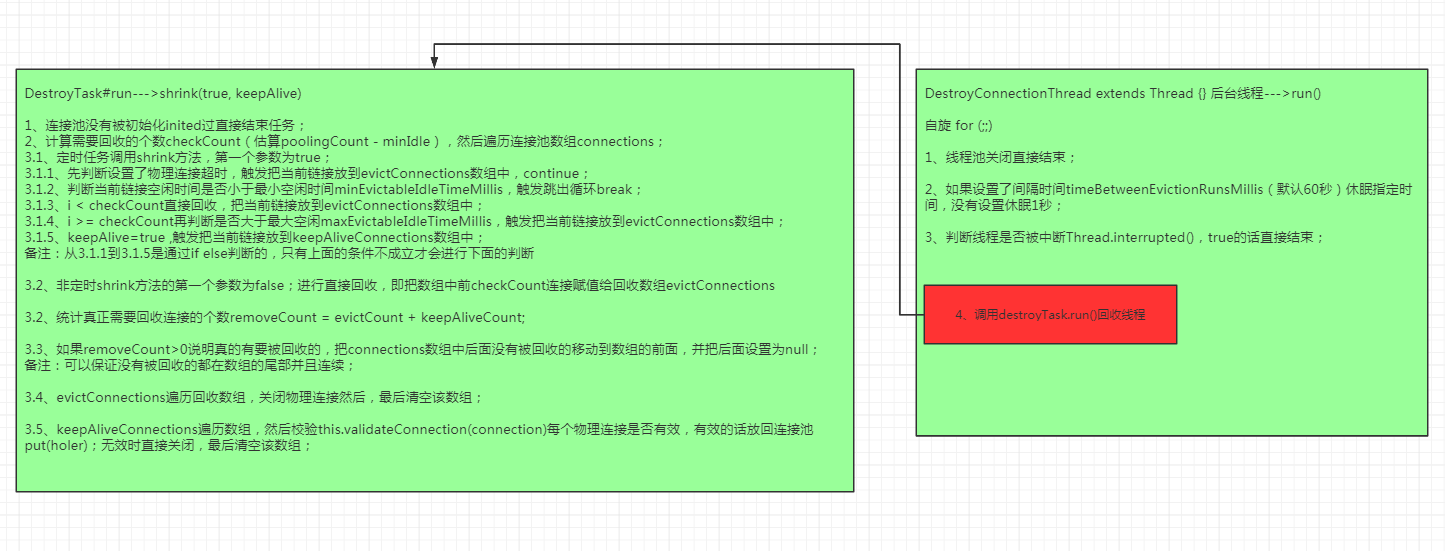 DestroyTask#run--->shrink(true, keepAlive)
1、连接池没有被初始化inited过直接结束任务；
2、计算需要回收的个数checkCount（估算poolingCount - minIdle），然后遍历连接池数组connections；
3.1、定时任务调用shrink方法，第一个参数为true；
3.1.1、先判断设置了物理连接超时，触发把当前链接放到evictConnections数组中，continue；
3.1.2、判断当前链接空闲时间是否小于最小空闲时间minEvictableIdleTimeMillis，触发跳出循环break；
3.1.3、i < checkCount直接回收，把当前链接放到evictConnections数组中；
3.1.4、i >= checkCount再判断是否大于最大空闲maxEvictableIdleTimeMillis，触发把当前链接放到evictConnections数组中；
3.1.5、keepAlive=true ,触发把当前链接放到keepAliveConnections数组中；
备注：从3.1.1到3.1.5是通过if else判断的，只有上面的条件不成立才会进行下面的判断
3.2、非定时shrink方法的第一个参数为false；进行直接回收，即把数组中前checkCount连接赋值给回收数组evictConnections
3.2、统计真正需要回收连接的个数removeCount = evictCount + keepAliveCount;
3.3、如果removeCount>0说明真的有要被回收的，把connections数组中后面没有被回收的移动到数组的前面，并把后面设置为null；
备注：可以保证没有被回收的都在数组的尾部并且连续；
3.4、evictConnections遍历回收数组，关闭物理连接然后，最后清空该数组；
3.5、keepAliveConnections遍历数组，然后校验this.validateConnection(connection)每个物理连接是否有效，有效的话放回连接池
put(holer)；无效时直接关闭，最后清空该数组；
DestroyConnectionThread extends Thread {} 后台线程--->run()
自旋 for (;;)
1、线程池关闭直接结束；
2、如果设置了间隔时间timeBetweenEvictionRunsMillis（默认60秒）休眠指定时
间，没有设置休眠1秒；
3、判断线程是否被中断Thread.interrupted()，true的话直接结束；
4、调用destroyTask.run()回收线程